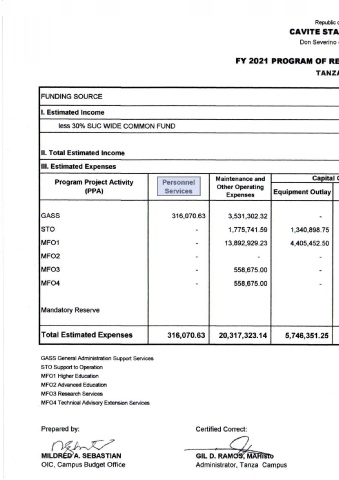 Republic
CAVITE STA
Don Severino
FY 2021 PROGRAM OF RE
TANZA
FUNDING SOURCE
I. Estimated Income
less 30% SUC WIDE COMMON FUND
II. Total Estimated Income
III. Estimated Expenses
Program Project Activity (PPA) Personnel Services Maintenance and Other Operating Expenses Capital
Equipment Outlay
GASS 316,070.63 3,531,302.32 -
STO - 1,775,741.59 1,340,898.75
MFO1 - 13,892,929.23 4,405,452.50
MFO2 - - -
MFO3 - 558,675.00 -
MFO4 - 558,675.00 -
Mandatory Reserve
Total Estimated Expenses 316,070.63 20,317,323.14 5,746,351.25
GASS General Administration Support Services
STO Support to Operation
MFO1 Higher Education
MFO2 Advanced Education
MFO3 Research Services
MFO4 Technical Advisory Extension Services
Prepared by: Certified Correct:
MILDRED A. SEBASTIAN GIL D. RAMOS, MAHisto
OIC, Campus Budget Office Administrator, Tanza Campus